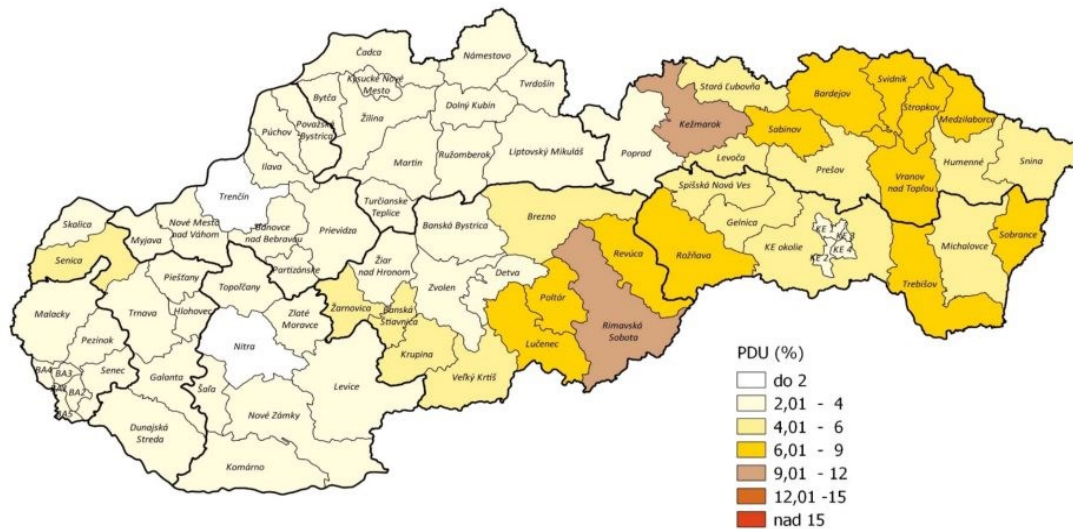 Čadca
Námestovo
Kysucké Nové
Mesto
Tvrdošín
Bytča
Dolný Kubín
Žilina
Považská
Bystrica
Púchov
Ilava
Martin
Ružomberok
Liptovský Mikuláš
Poprad
Kežmarok
Stará Ľubovňa
Bardejov
Svidník
Stropkov
Medzilaborce
Sabinov
Levoča
Prešov
Humenné
Snina
Vranov
nad Topľou
Spišská Nová Ves
Gelnica
KE okolie
KE 1
KE 3
KE 4
KE 2
Michalovce
Sobrance
Trebišov
Rožňava
Revúca
Brezno
Trenčín
Turčianske
Teplice
Banská Bystrica
Skalica
Nové Mesto
nad Váhom
Myjava
Bánovce
nad Bebravou
Prievidza
Senica
Partizánske
Žiar
nad Hronom
Detva
Zvolen
Piešťany
Topoľčany
Žarnovica
Banská
Štiavnica
Poltár
Lučenec
Rimavská
Sobota
Malacky
Trnava
Hlohovec
Zlaté
Moravce
Krupina
Veľký Krtíš
Pezinok
Nitra
Senec
BA4
BA3
BA2
BA5
Galanta
Šaľa
Levice
Nové Zámky
Dunajská
Streda
Komárno
PDU (%)
do 2
2,01 - 4
4,01 - 6
6,01 - 9
9,01 - 12
12,01 -15
nad 15